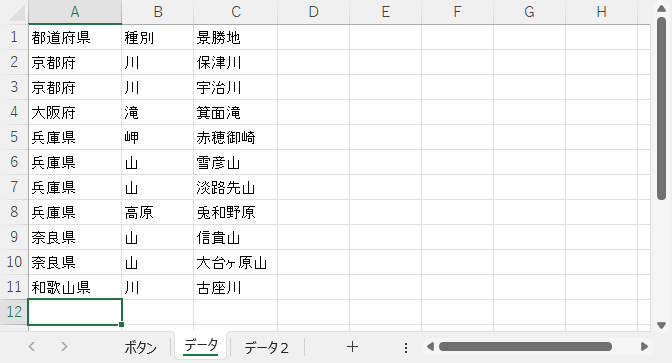 A B C D E F G H
1 都道府県 種別 景勝地
2 京都府 川 保津川
3 京都府 川 宇治川
4 大阪府 滝 箕面滝
5 兵庫県 岬 赤穂御崎
6 兵庫県 山 雪彦山
7 兵庫県 山 淡路先山
8 兵庫県 高原 兎和野原
9 奈良県 山 信貴山
10 奈良県 山 大台ヶ原山
11 和歌山県 川 古座川
12
ボタン データ データ２